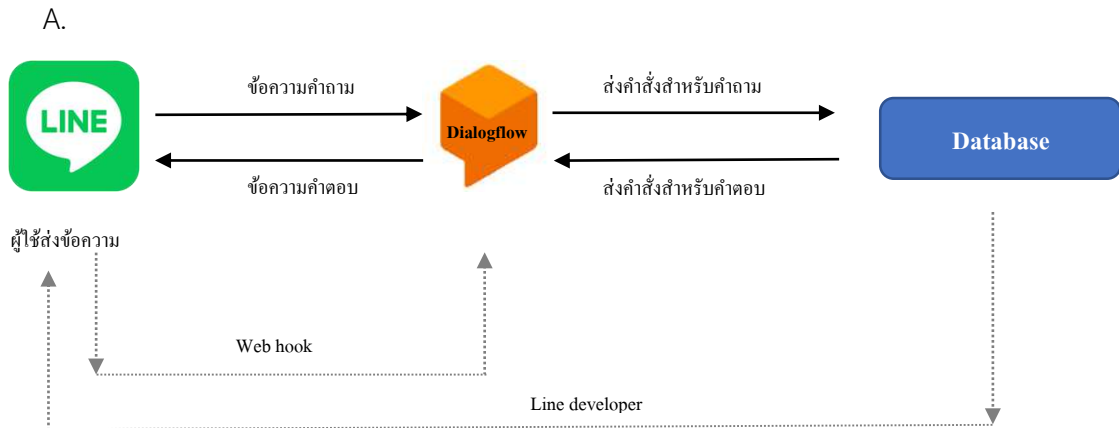 A.
LINE
ข้อความคำถาม
Dialogflow
ส่งคำสั่งสำหรับคำถาม
Database
ข้อความคำตอบ
ส่งคำสั่งสำหรับคำตอบ
ผู้ใช้ส่งข้อความ
Web hook
Line developer